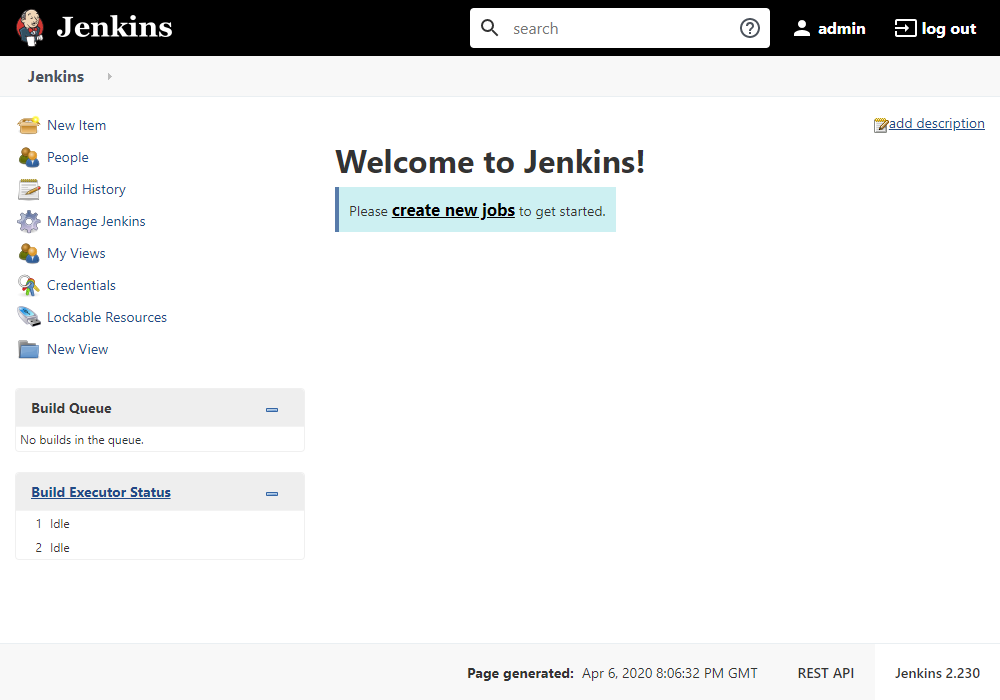 Jenkins
search
admin
log out
Jenkins
New Item
People
Build History
Manage Jenkins
My Views
Credentials
Lockable Resources
New View
Build Queue
No builds in the queue.
Build Executor Status
1 Idle
2 Idle
add description
Welcome to Jenkins!
Please create new jobs to get started.
Page generated: Apr 6, 2020 8:06:32 PM GMT
REST API
Jenkins 2.230